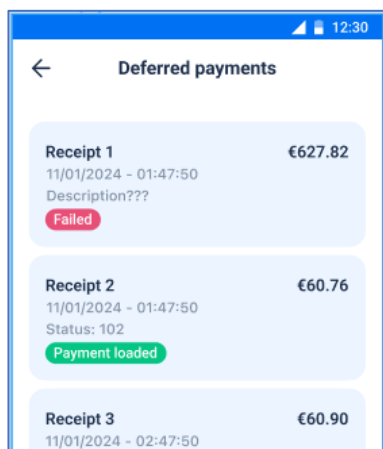 12:30
Deferred payments
Receipt 1 €627.82
11/01/2024 - 01:47:50
Description???
Failed
Receipt 2 €60.76
11/01/2024 - 01:47:50
Status: 102
Payment loaded
Receipt 3 €60.90
11/01/2024 - 02:47:50